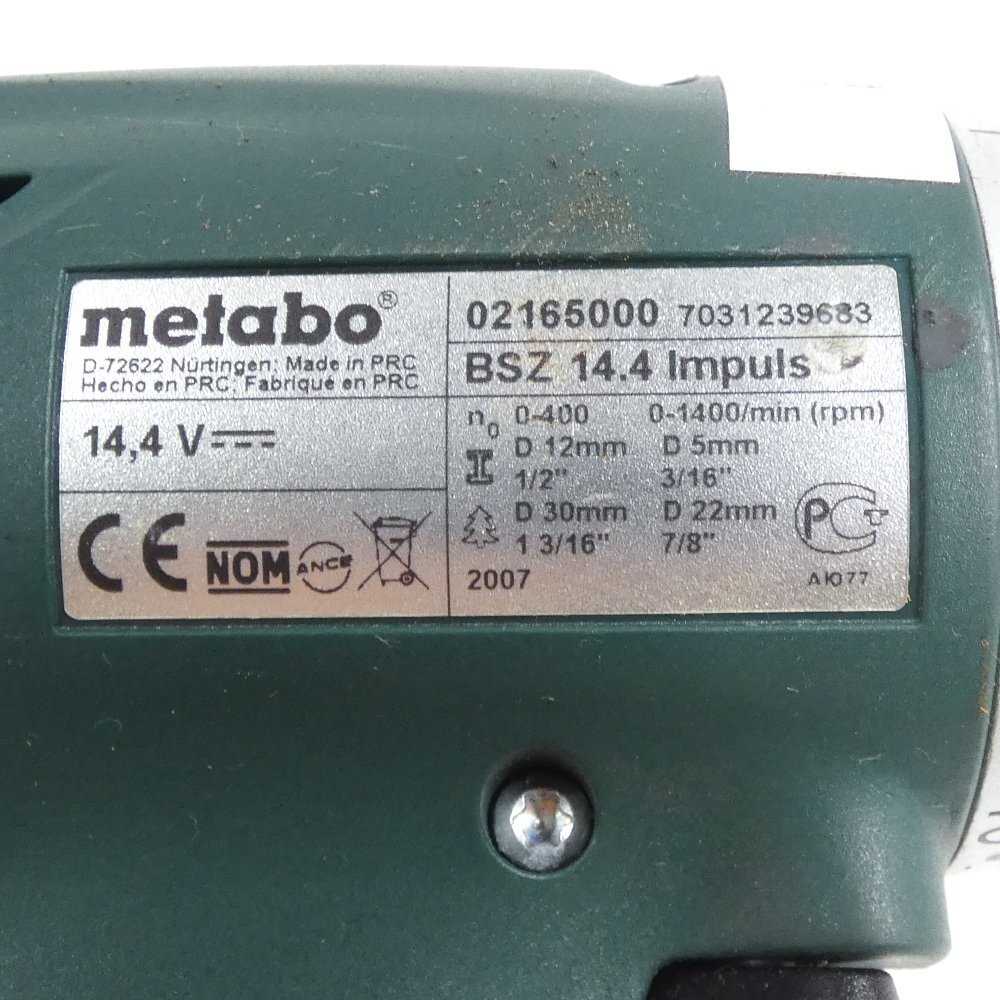 metabo®
D-72622 Nürtingen; Made in PRC
Hecho en PRC; Fabriqué en PRC
14,4 V
CE
NOM
ANCE
02165000 7031239683
BSZ 14.4 Impuls
n0 0-400 0-1400/min (rpm)
D 12mm D 5mm
1/2" 3/16"
D 30mm D 22mm
1 3/16" 7/8"
2007